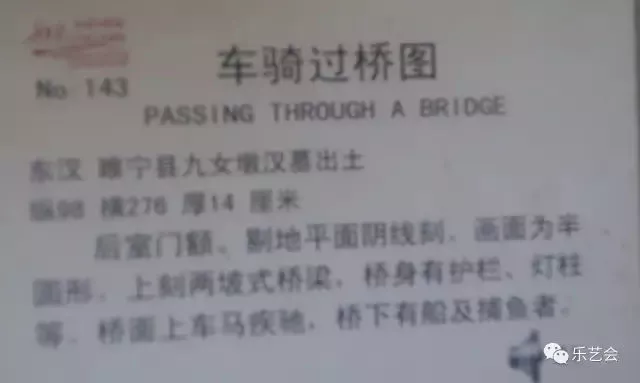 No 143
车骑过桥图
PASSING THROUGH A BRIDGE
东汉 睢宁县九女墩汉墓出土
纵98 横276 厚14 厘米
后室门额、剔地平面阴线刻. 画面为半
圆形. 上刻两坡式桥梁, 桥身有护栏、灯柱
等. 桥面上车马疾驰, 桥下有船及捕鱼者.
乐艺会